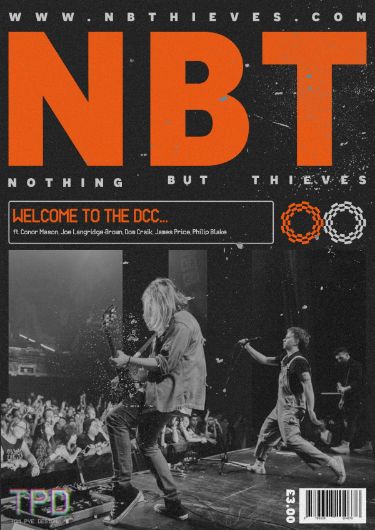 WWW.NBTHIEVES.COM
NBT
NOTHING BUT THIEVES
WELCOME TO THE DCC...
ft. Conor Mason, Joe Langridge-Brown, Dom Craik, James Price, Philip Blake
TPD
£3.00